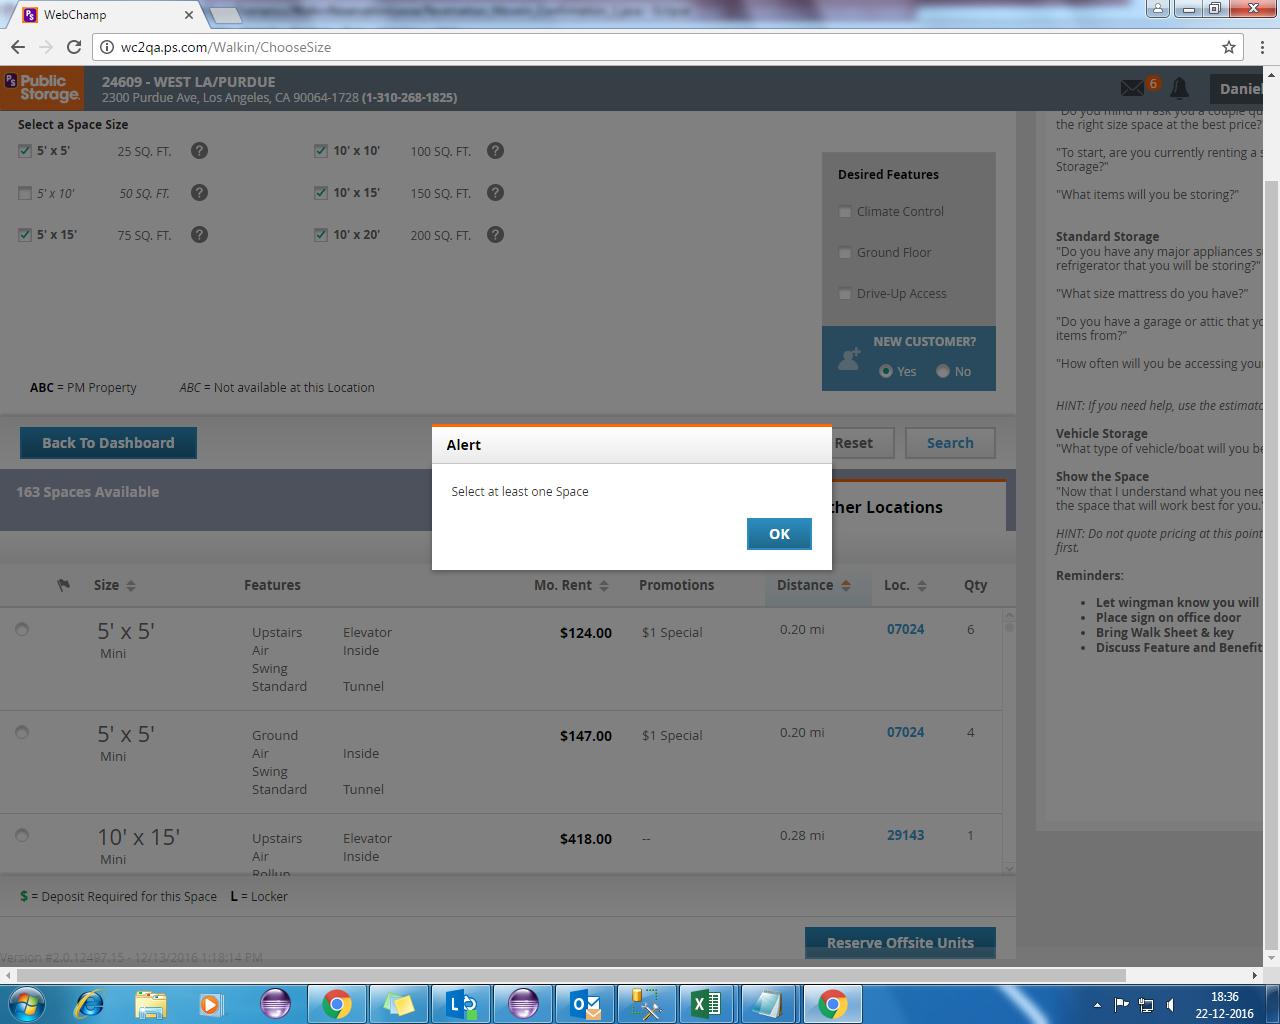 WebChamp
wc2qa.ps.com/Walkin/ChooseSize
PS Public Storage.
24609 - WEST LA/PURDUE
2300 Purdue Ave, Los Angeles, CA 90064-1728 (1-310-268-1825)
6
Daniel
Select a Space Size
5' x 5' 25 SQ. FT. ? 10' x 10' 100 SQ. FT. ?
5' x 10' 50 SQ. FT. ? 10' x 15' 150 SQ. FT. ?
5' x 15' 75 SQ. FT. ? 10' x 20' 200 SQ. FT. ?
Desired Features
Climate Control
Ground Floor
Drive-Up Access
NEW CUSTOMER?
Yes No
ABC = PM Property ABC = Not available at this Location
Back To Dashboard
Reset Search
163 Spaces Available
ther Locations
Alert
Select at least one Space
OK
Size Features Mo. Rent Promotions Distance Loc. Qty
5' x 5' Upstairs Elevator $124.00 $1 Special 0.20 mi 07024 6
Mini Air Inside
Swing
Standard Tunnel
5' x 5' Ground $147.00 $1 Special 0.20 mi 07024 4
Mini Air Inside
Swing
Standard Tunnel
10' x 15' Upstairs Elevator $418.00 -- 0.28 mi 29143 1
Mini Air Inside
Rollup
$ = Deposit Required for this Space L = Locker
Reserve Offsite Units
Version #2.0.12497.15 - 12/13/2016 1:18:14 PM
"Do you mind if I ask you a couple qu
the right size space at the best price?
"To start, are you currently renting a s
Storage?"
"What items will you be storing?"
Standard Storage
"Do you have any major appliances su
refrigerator that you will be storing?"
"What size mattress do you have?"
"Do you have a garage or attic that yo
items from?"
"How often will you be accessing your
HINT: If you need help, use the estimato
Vehicle Storage
"What type of vehicle/boat will you be
Show the Space
"Now that I understand what you nee
the space that will work best for you."
HINT: Do not quote pricing at this point
first.
Reminders:
• Let wingman know you will
• Place sign on office door
• Bring Walk Sheet & key
• Discuss Feature and Benefit
18:36
22-12-2016